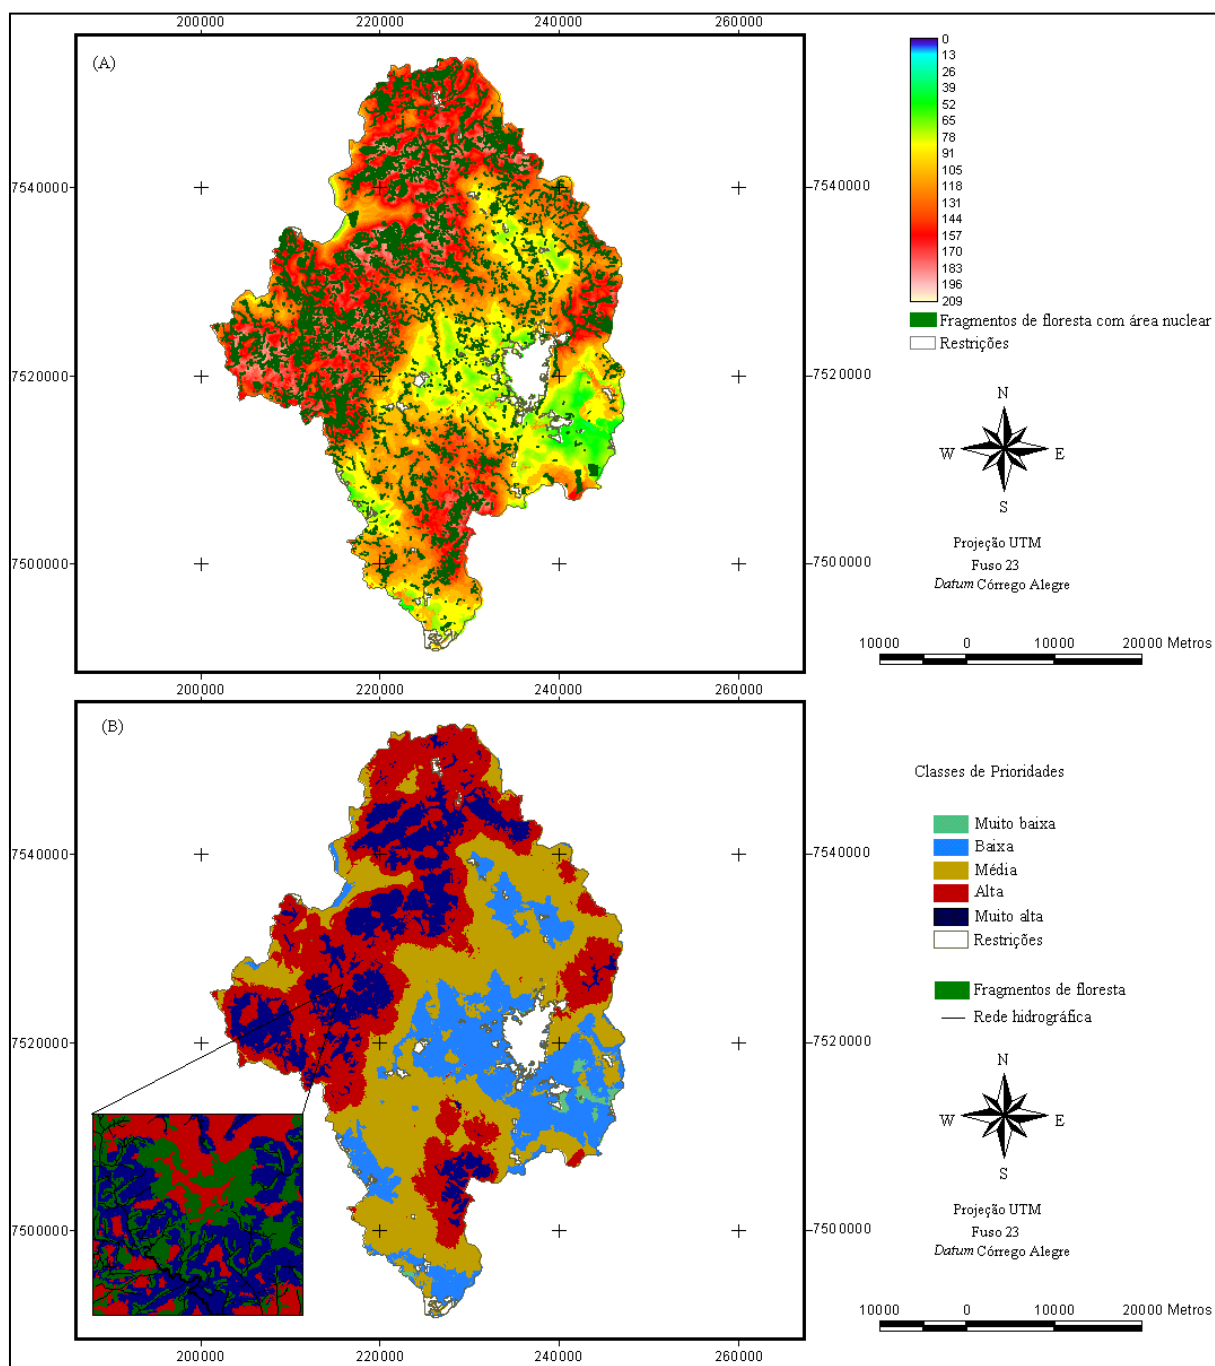 200000 220000 240000 260000
(A)
7540000 7540000
7520000 7520000
7500000 7500000
200000 220000 240000 260000
0
13
26
39
52
65
78
91
105
118
131
144
157
170
183
196
209
Fragmentos de floresta com área nuclear
Restrições
N
W E
S
Projeção UTM
Fuso 23
Datum Córrego Alegre
10000 0 10000 20000 Metros
(B)
7540000 7540000
7520000 7520000
7500000 7500000
200000 220000 240000 260000
Classes de Prioridades
Muito baixa
Baixa
Média
Alta
Muito alta
Restrições
Fragmentos de floresta
Rede hidrográfica
N
W E
S
Projeção UTM
Fuso 23
Datum Córrego Alegre
10000 0 10000 20000 Metros